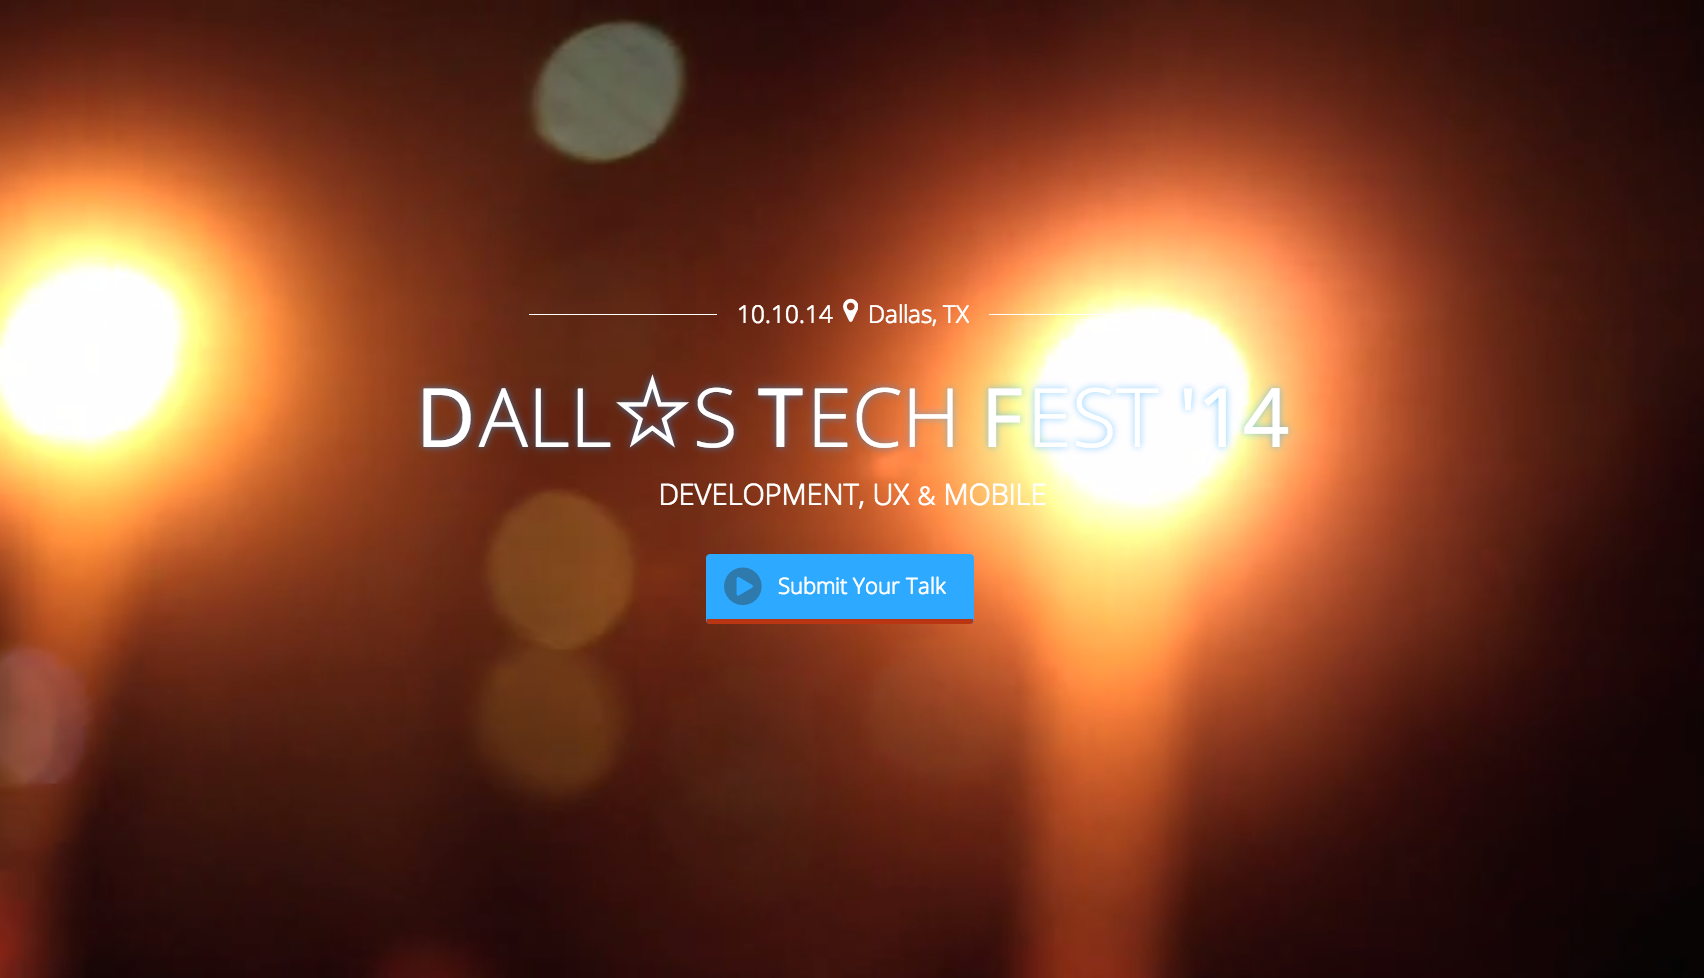 10.10.14 Dallas, TX
DALL☆S TECH FEST '14
DEVELOPMENT, UX & MOBILE
Submit Your Talk